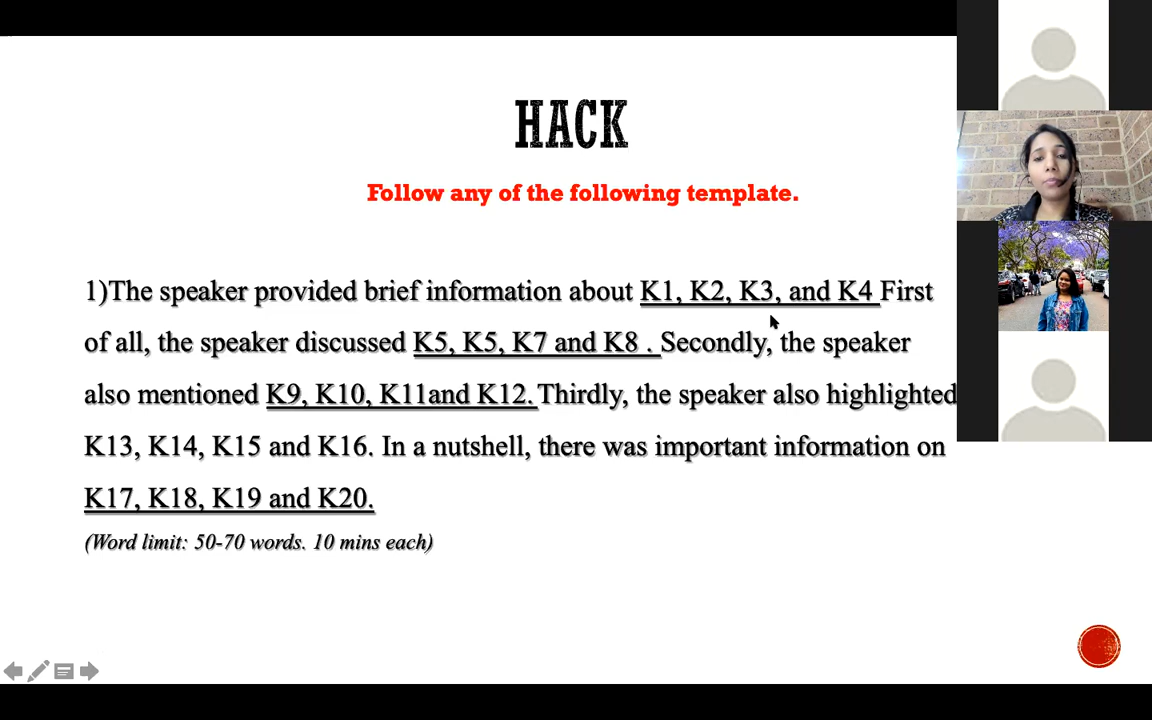 HACK
Follow any of the following template.
1)The speaker provided brief information about K1, K2, K3, and K4 First
of all, the speaker discussed K5, K5, K7 and K8 . Secondly, the speaker
also mentioned K9, K10, K11and K12. Thirdly, the speaker also highlighted
K13, K14, K15 and K16. In a nutshell, there was important information on
K17, K18, K19 and K20.
(Word limit: 50-70 words. 10 mins each)